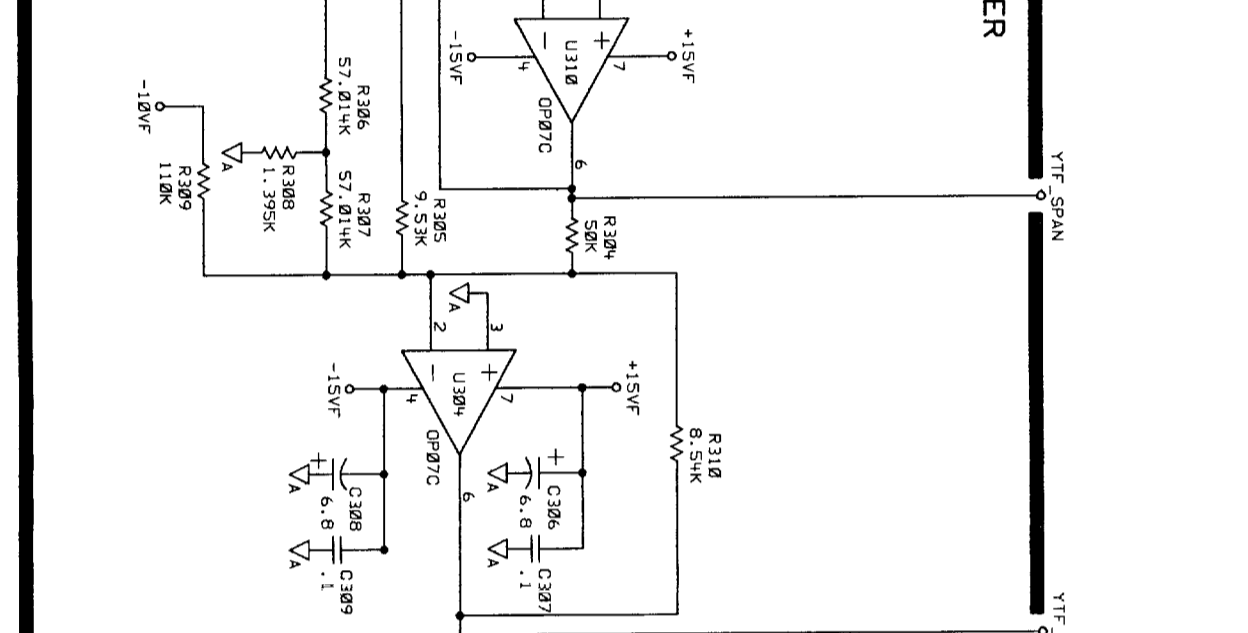 ER
+15VF
-15VF
+
-
U310
7
4
OP07C
6
YTF_SPAN
R306
57.014K
-10VF
A
R308
1.395K
R309
110K
R307
57.014K
R305
9.53K
R304
50K
A
2
3
+15VF
-15VF
+
-
U304
7
4
OP07C
6
R310
8.54K
+
C306
6.8
A
C307
.1
A
+
C308
6.8
A
C309
.1
A
YTF_